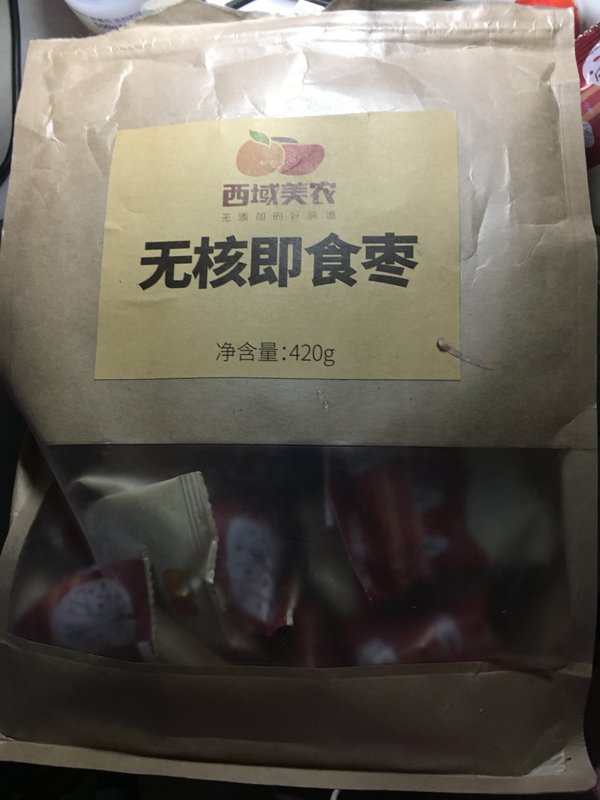 西域美农
无添加的好味道
无核即食枣
净含量:420g